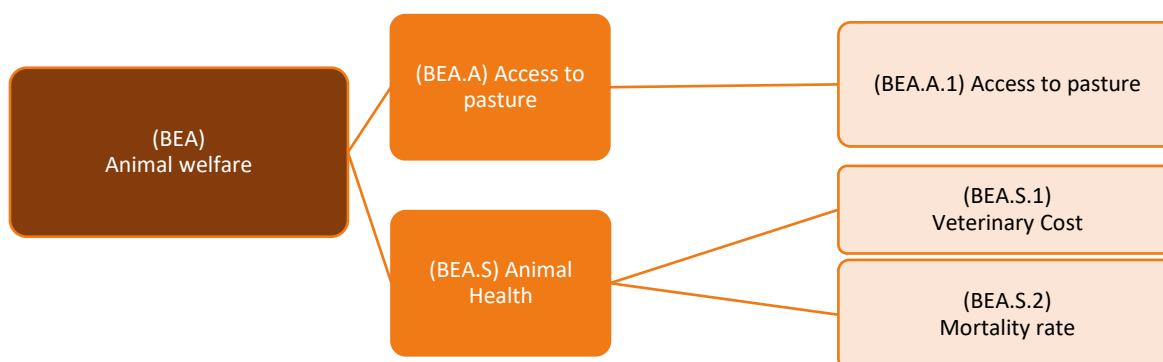 (BEA)
Animal welfare
(BEA.A) Access to
pasture
(BEA.A.1) Access to pasture
(BEA.S) Animal
Health
(BEA.S.1)
Veterinary Cost
(BEA.S.2)
Mortality rate